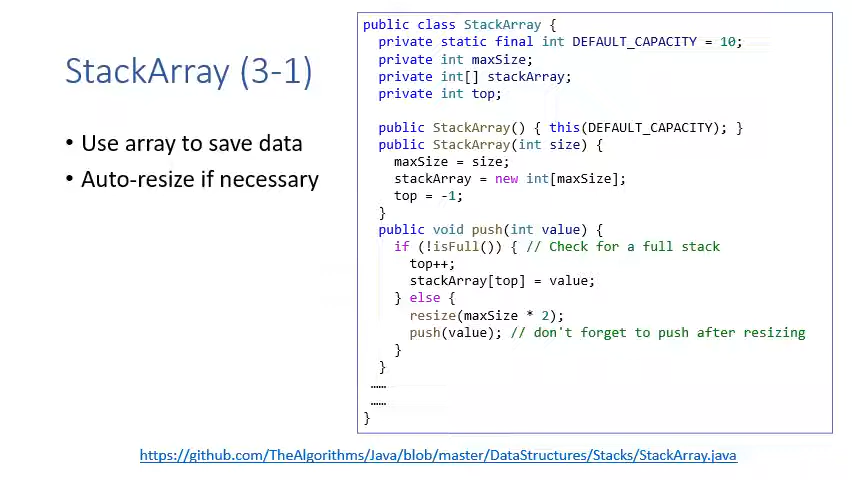 StackArray (3-1)
• Use array to save data
• Auto-resize if necessary
public class StackArray {
  private static final int DEFAULT_CAPACITY = 10;
  private int maxSize;
  private int[] stackArray;
  private int top;

  public StackArray() { this(DEFAULT_CAPACITY); }
  public StackArray(int size) {
    maxSize = size;
    stackArray = new int[maxSize];
    top = -1;
  }
  public void push(int value) {
    if (!isFull()) { // Check for a full stack
      top++;
      stackArray[top] = value;
    } else {
      resize(maxSize * 2);
      push(value); // don't forget to push after resizing
    }
  }
 ……
 ……
}
https://github.com/TheAlgorithms/Java/blob/master/DataStructures/Stacks/StackArray.java